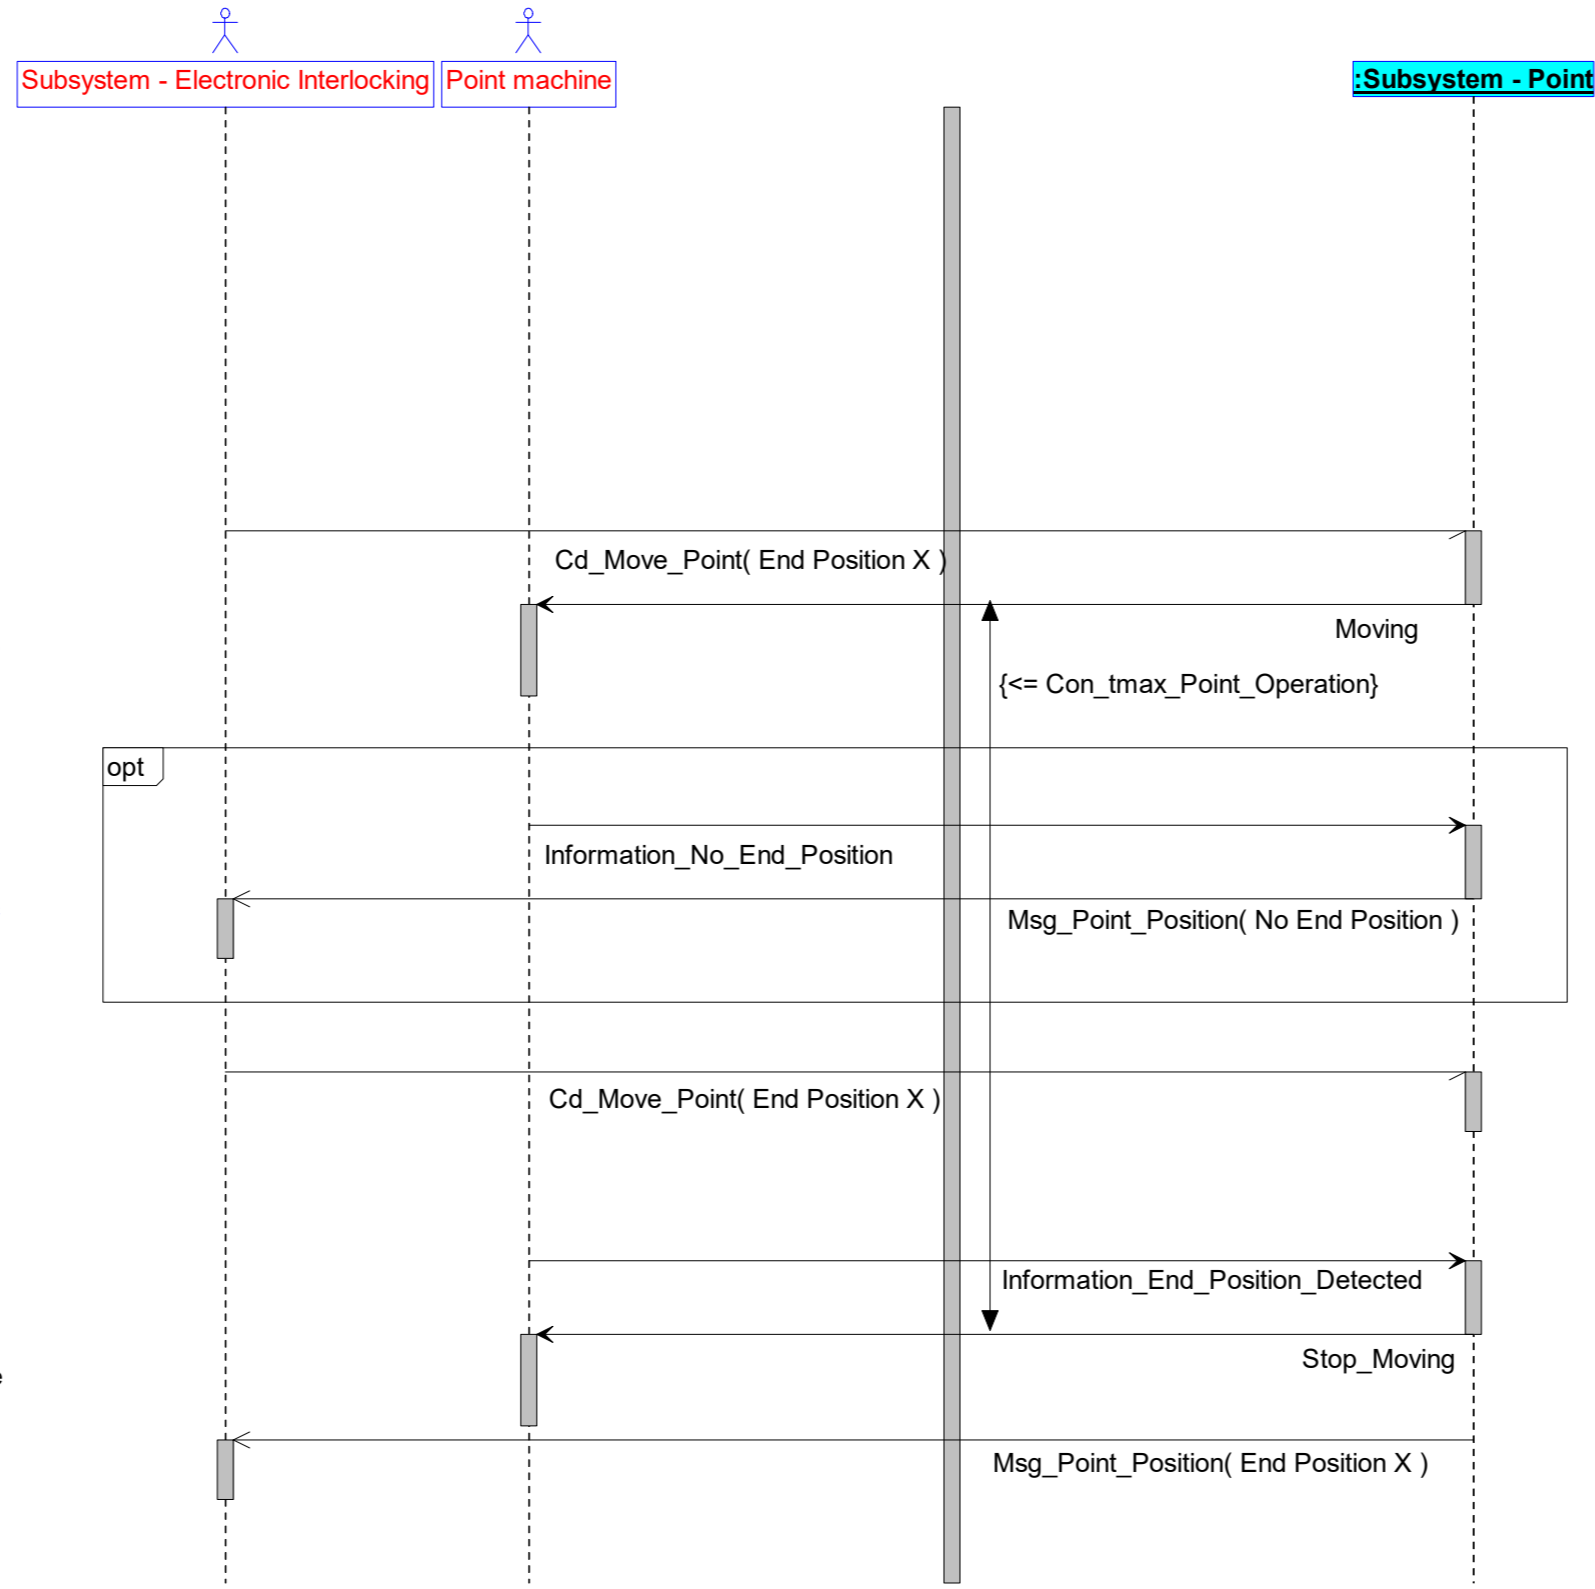 Subsystem - Electronic Interlocking
Point machine
:Subsystem - Point
Cd_Move_Point( End Position X )
Moving
{<= Con_tmax_Point_Operation}
opt
Information_No_End_Position
Msg_Point_Position( No End Position )
Cd_Move_Point( End Position X )
Information_End_Position_Detected
Stop_Moving
Msg_Point_Position( End Position X )